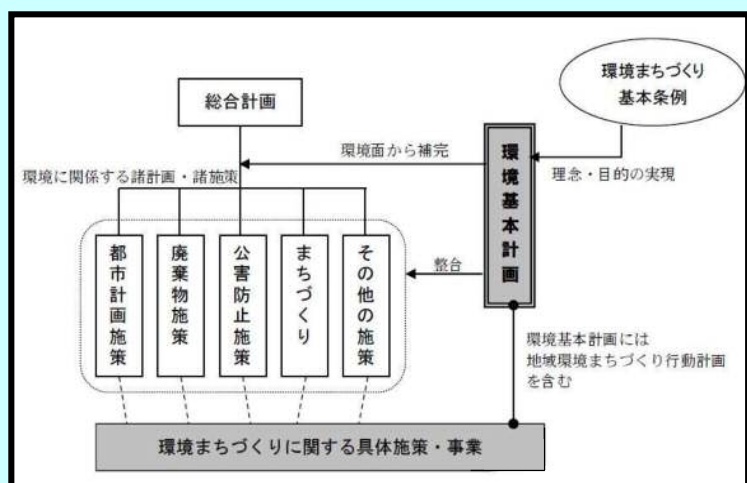 環境まちづくり
基本条例
総合計画
環境面から補完
環境基本計画
理念・目的の実現
環境に関係する諸計画・諸施策
都市計画施策
廃棄物施策
公害防止施策
まちづくり
その他の施策
整合
環境基本計画には
地域環境まちづくり行動計画
を含む
環境まちづくりに関する具体施策・事業